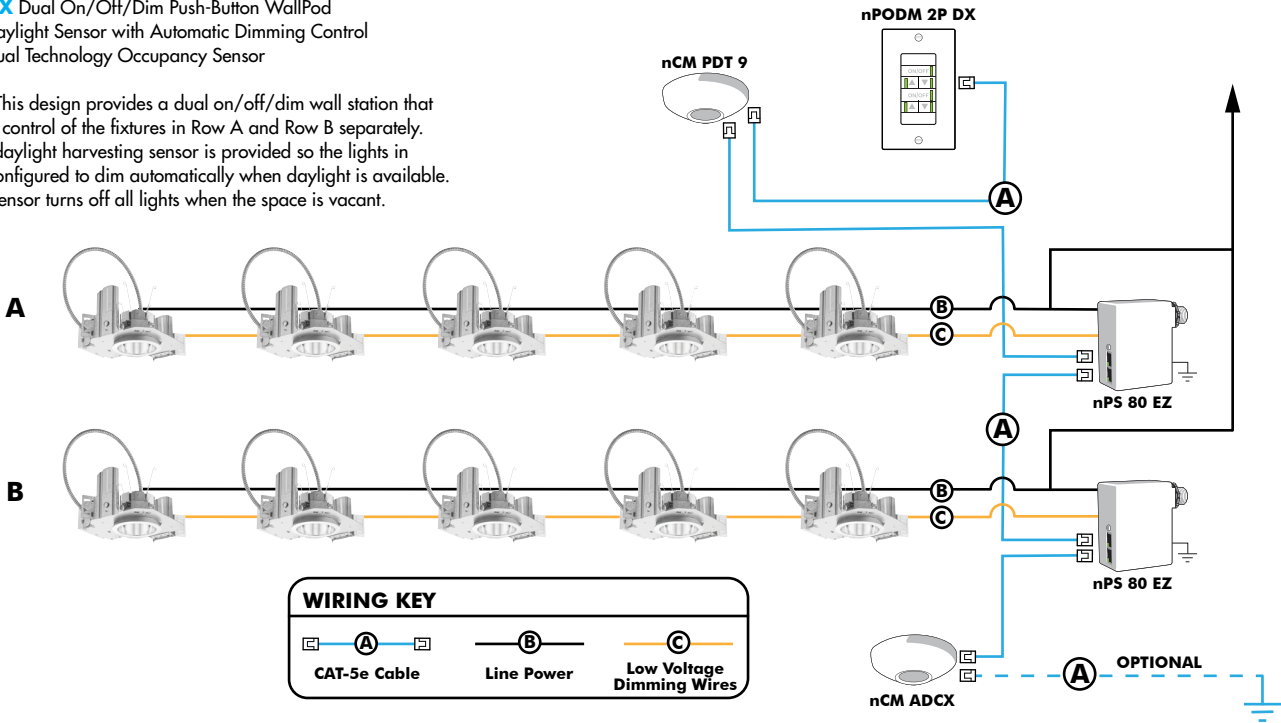 X Dual On/Off/Dim Push-Button WallPod
aylight Sensor with Automatic Dimming Control
ual Technology Occupancy Sensor
This design provides a dual on/off/dim wall station that
control of the fixtures in Row A and Row B separately.
daylight harvesting sensor is provided so the lights in
onfigured to dim automatically when daylight is available.
ensor turns off all lights when the space is vacant.
nPODM 2P DX
nCM PDT 9
ON/OFF
ON/OFF
A
A
B
C
nPS 80 EZ
A
B
B
C
nPS 80 EZ
WIRING KEY
A
B
C
CAT-5e Cable
Line Power
Low Voltage
Dimming Wires
nCM ADCX
A
OPTIONAL